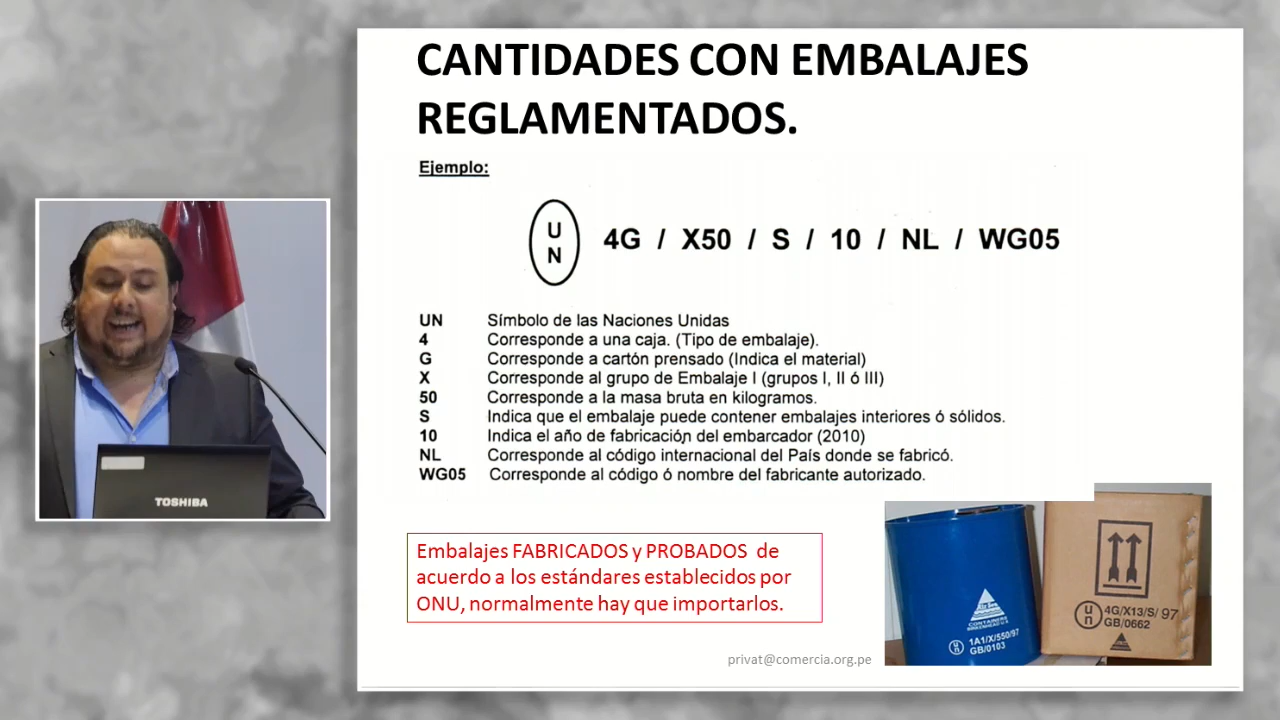 CANTIDADES CON EMBALAJES
REGLAMENTADOS.
Ejemplo:
U
N
4G / X50 / S / 10 / NL / WG05
UN Símbolo de las Naciones Unidas
4 Corresponde a una caja. (Tipo de embalaje).
G Corresponde a cartón prensado (Indica el material)
X Corresponde al grupo de Embalaje I (grupos I, II ó III)
50 Corresponde a la masa bruta en kilogramos.
S Indica que el embalaje puede contener embalajes interiores ó sólidos.
10 Indica el año de fabricación del embarcador (2010)
NL Corresponde al código internacional del País donde se fabricó.
WG05 Corresponde al código ó nombre del fabricante autorizado.
Embalajes FABRICADOS y PROBADOS de
acuerdo a los estándares establecidos por
ONU, normalmente hay que importarlos.
TOSHIBA
u
n
1A1/X/550/97
GB/0103
u
n
4G/X13/S/ 97
GB/0662
privat@comercia.org.pe